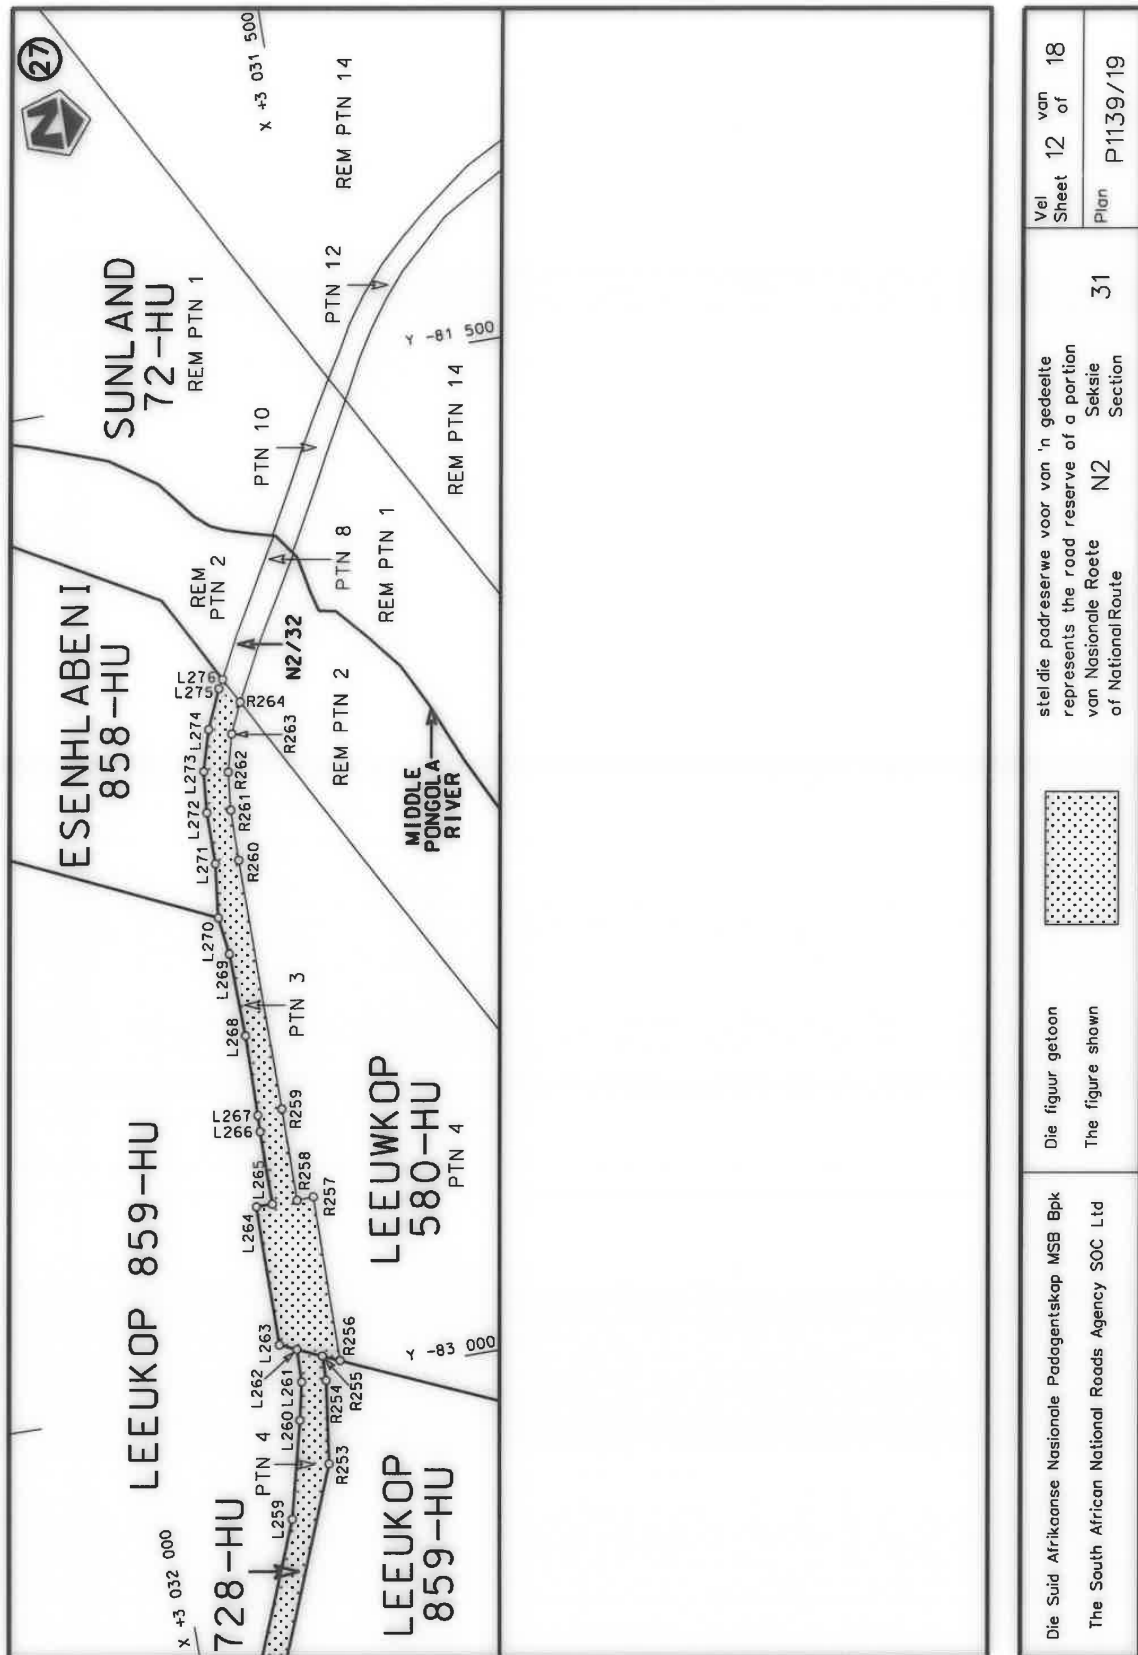 27
N
X +3 031 500
REM PTN 14
SUNLAND
72-HU
REM PTN 1
PTN 12
Y -81 500
PTN 10
REM PTN 14
PTN 8
REM PTN 1
REM
PTN 2
N2/32
ESENHLABENI
858-HU
L276
L275
L274
L273
L272
L271
L270
L269
L268
L267
L266
L265
L264
L263
L262
L261
L260
L259
R264
R263
R262
R261
R260
R259
R258
R257
R256
R255
R254
R253
REM PTN 2
MIDDLE
PONGOLA
RIVER
PTN 3
LEEUKOP 859-HU
LEEUWKOP
580-HU
PTN 4
Y -83 000
PTN 4
X +3 032 000
728-HU
LEEUKOP
859-HU
Die Suid Afrikaanse Nasionale Padagentskap MSB Bpk
The South African National Roads Agency SOC Ltd
Die figuur getoon
The figure shown
stel die padreserwe voor van 'n gedeelte
represents the road reserve of a portion
van Nasionale Roete N2 Seksie 31
of National Route Section
Vel 12 van 18
Sheet of
Plan P1139/19